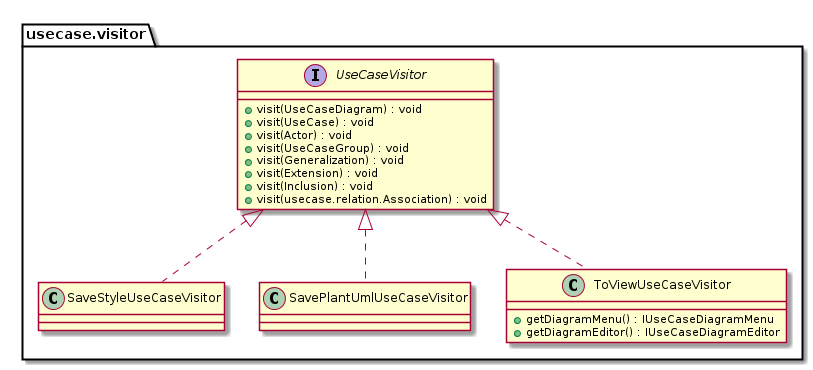 usecase.visitor
I UseCaseVisitor
visit(UseCaseDiagram) : void
visit(UseCase) : void
visit(Actor) : void
visit(UseCaseGroup) : void
visit(Generalization) : void
visit(Extension) : void
visit(Inclusion) : void
visit(usecase.relation.Association) : void
C SaveStyleUseCaseVisitor
C SavePlantUmlUseCaseVisitor
C ToViewUseCaseVisitor
getDiagramMenu() : IUseCaseDiagramMenu
getDiagramEditor() : IUseCaseDiagramEditor